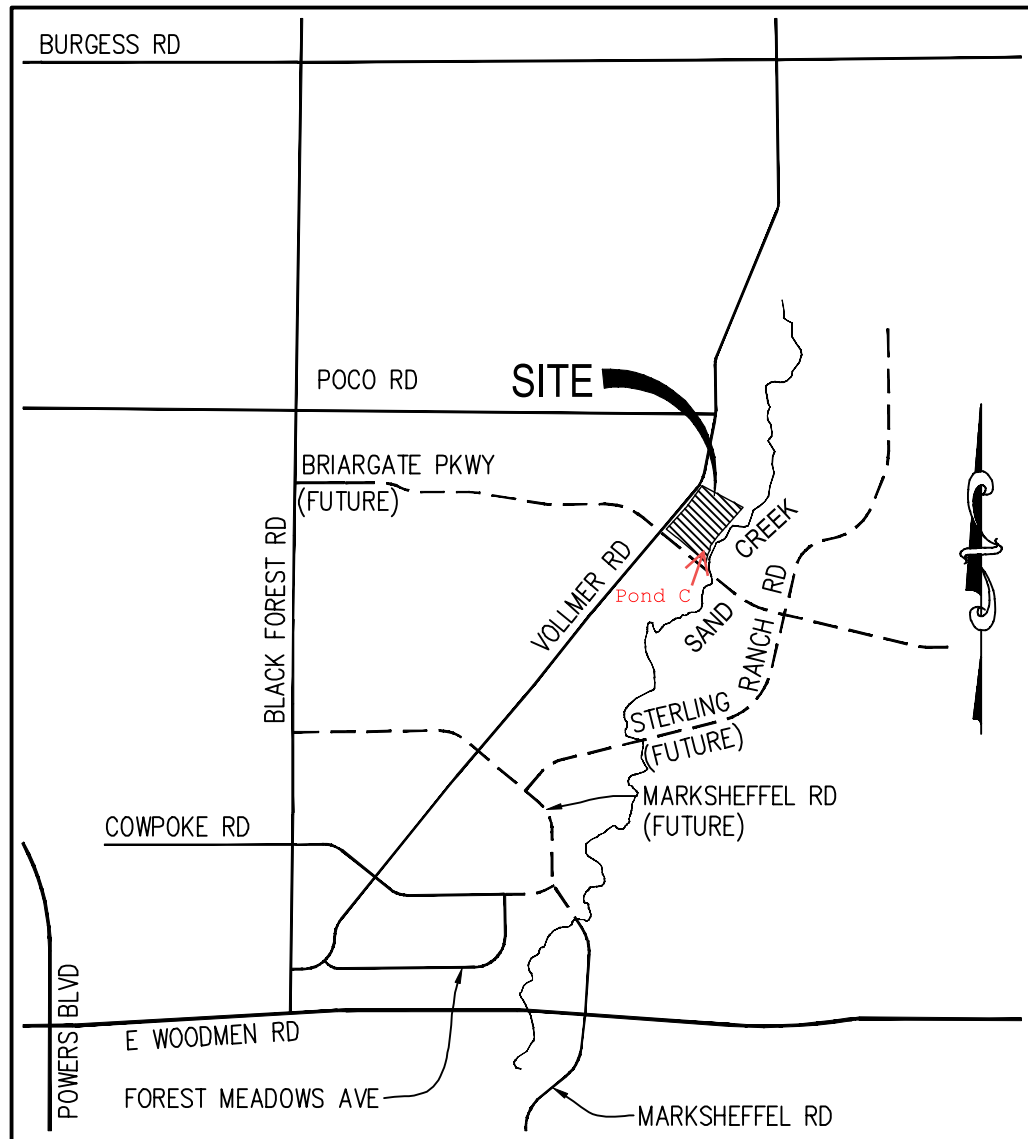 BURGESS RD
POCO RD
SITE
BRIARGATE PKWY
(FUTURE)
BLACK FOREST RD
VOLLMER RD
Pond C
SAND CREEK
STERLING RANCH RD
(FUTURE)
MARKSHEFFEL RD
(FUTURE)
COWPOKE RD
POWERS BLVD
E WOODMEN RD
FOREST MEADOWS AVE
MARKSHEFFEL RD